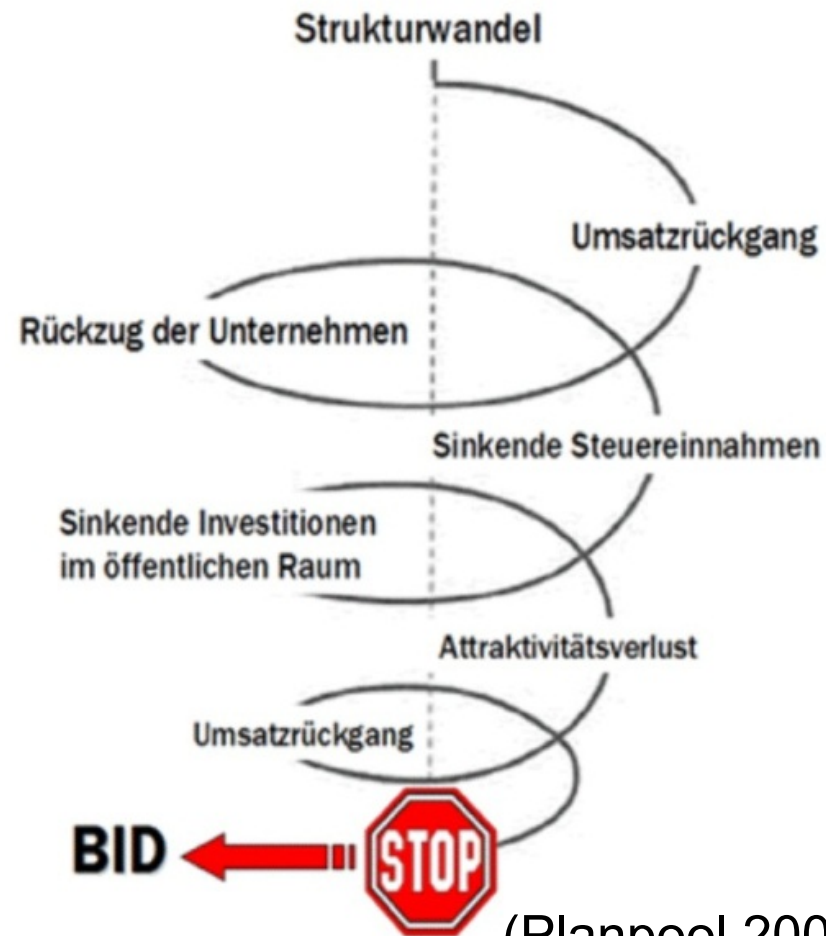 Strukturwandel
Umsatzrückgang
Rückzug der Unternehmen
Sinkende Steuereinnahmen
Sinkende Investitionen
im öffentlichen Raum
Attraktivitätsverlust
Umsatzrückgang
BID
STOP